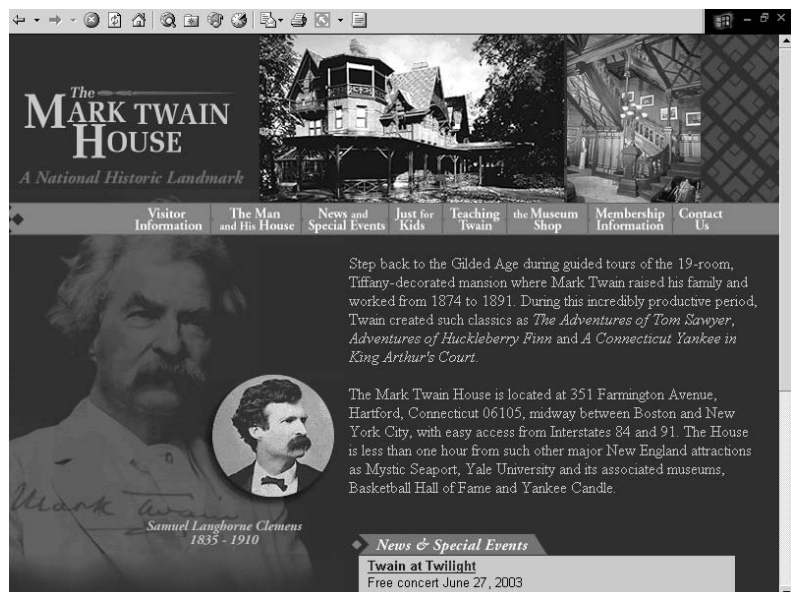 The
MARK TWAIN
HOUSE
A National Historic Landmark
Visitor Information
The Man and His House
News and Special Events
Just for Kids
Teaching Twain
the Museum Shop
Membership Information
Contact Us
Step back to the Gilded Age during guided tours of the 19-room,
Tiffany-decorated mansion where Mark Twain raised his family and
worked from 1874 to 1891. During this incredibly productive period,
Twain created such classics as The Adventures of Tom Sawyer,
Adventures of Huckleberry Finn and A Connecticut Yankee in
King Arthur's Court.
The Mark Twain House is located at 351 Farmington Avenue,
Hartford, Connecticut 06105, midway between Boston and New
York City, with easy access from Interstates 84 and 91. The House
is less than one hour from such other major New England attractions
as Mystic Seaport, Yale University and its associated museums,
Basketball Hall of Fame and Yankee Candle.
Mark Twain
Samuel Langhorne Clemens
1835 - 1910
News & Special Events
Twain at Twilight
Free concert June 27, 2003